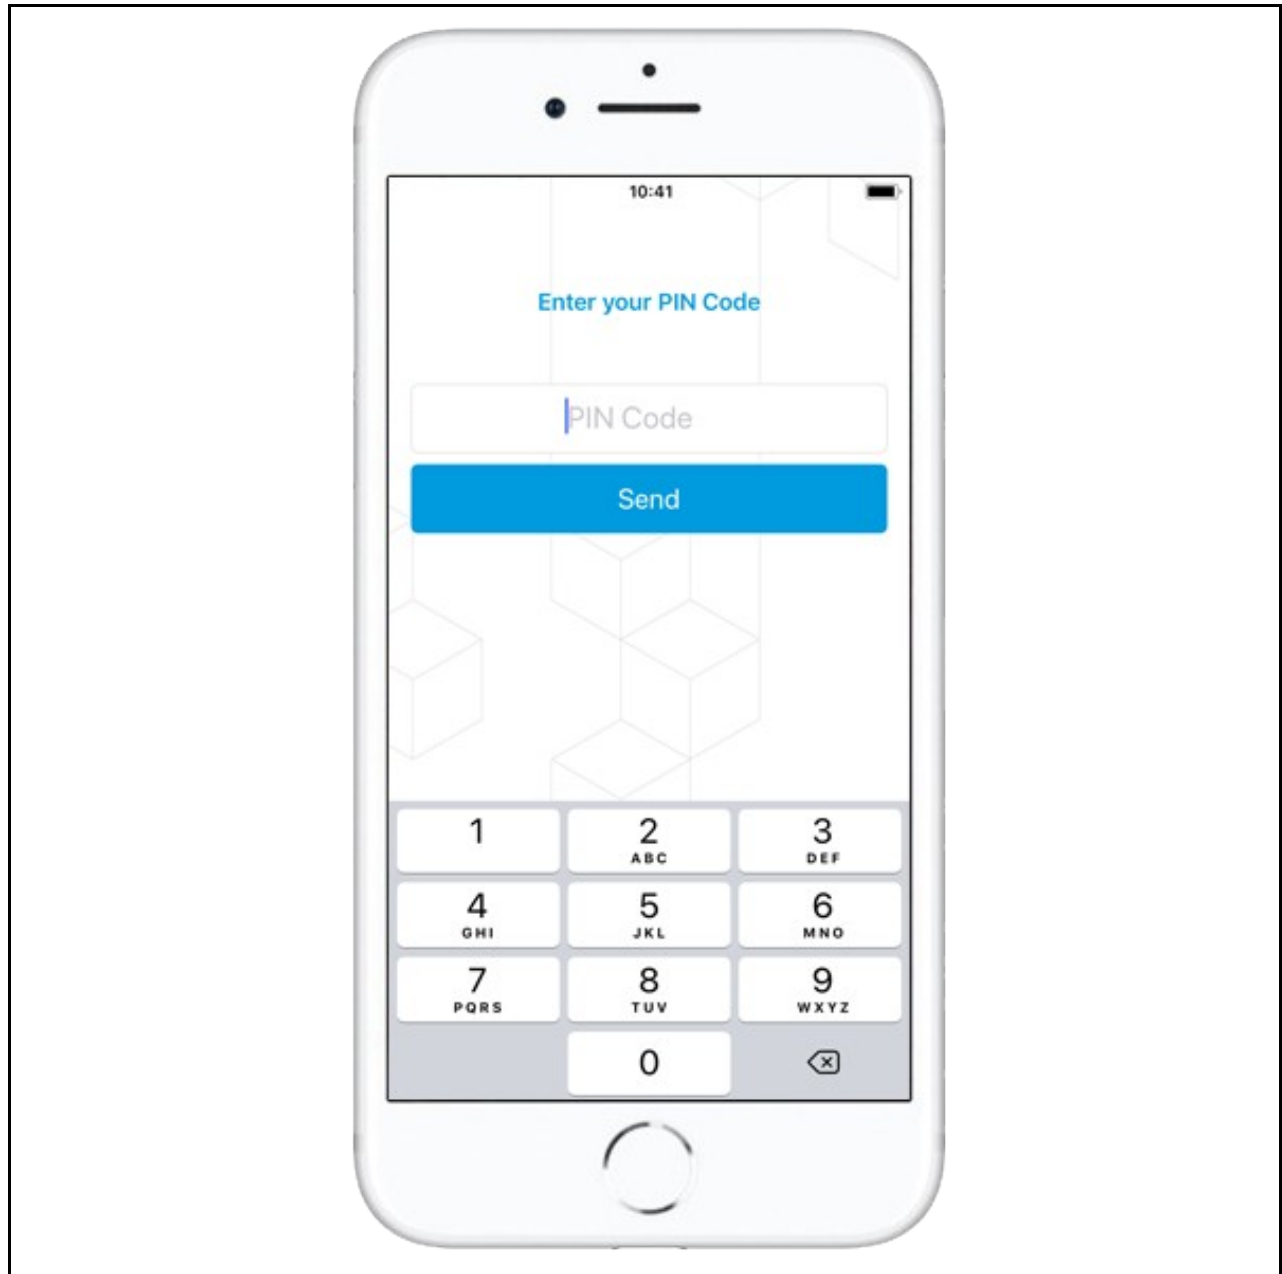 10:41
Enter your PIN Code
PIN Code
Send
1 2 3
ABC DEF
4 5 6
GHI JKL MNO
7 8 9
PQRS TUV WXYZ
0